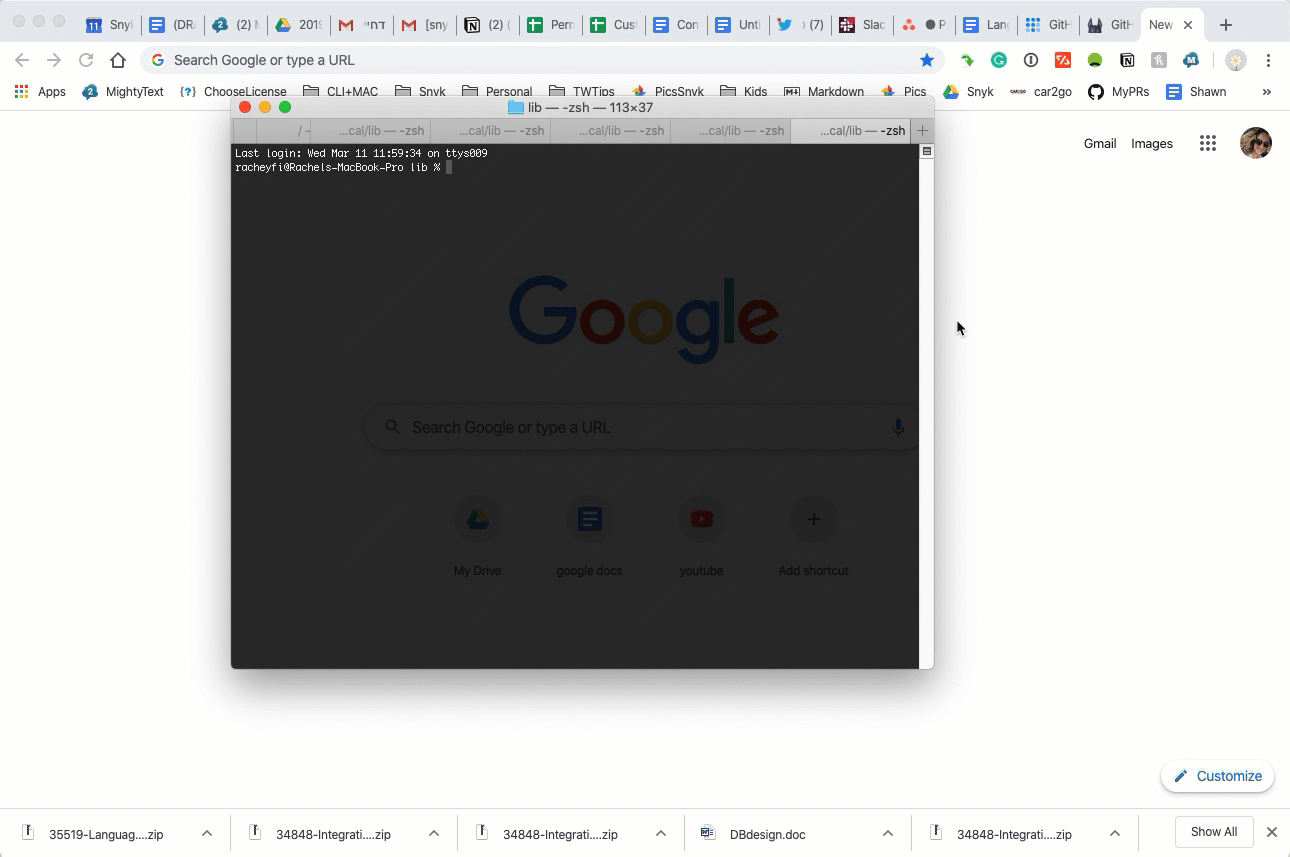 11 Snyl (DRA 2 (2) M 2019 דחיי [sny (2) ( Perm Cust Con Unti (7) Slac P Lang GitH GitH New
Search Google or type a URL
Apps MightyText ChooseLicense CLI+MAC Snyk Personal TWTips PicsSnyk Kids Markdown Pics Snyk car2go MyPRs Shawn »
lib — -zsh — 113×37
/ - ...cal/lib — -zsh ...cal/lib — -zsh ...cal/lib — -zsh ...cal/lib — -zsh ...cal/lib — -zsh
Gmail Images
Last login: Wed Mar 11 11:59:34 on ttys009
racheyfi@Rachels-MacBook-Pro lib %
Google
Search Google or type a URL
My Drive google docs youtube Add shortcut
Customize
35519-Languag....zip 34848-Integrati....zip 34848-Integrati....zip DBdesign.doc 34848-Integrati....zip Show All